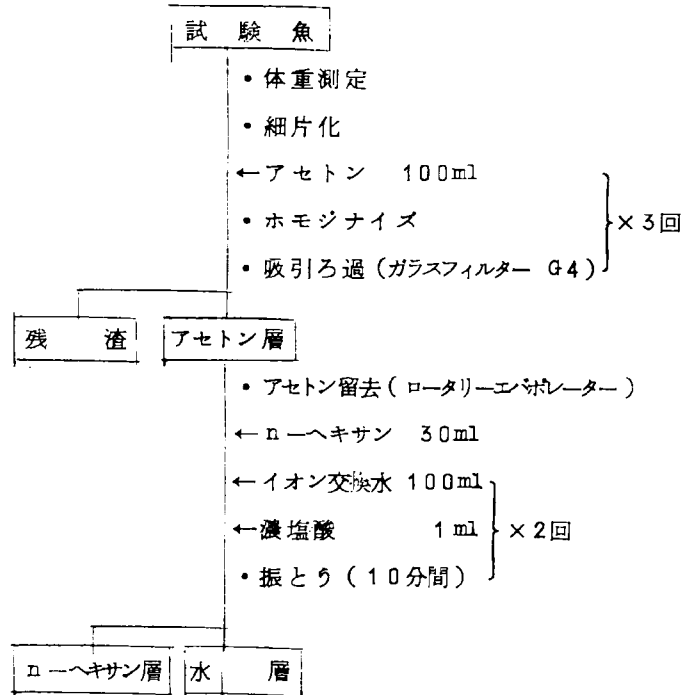 試験魚
・体重測定
・細片化
←アセトン 100ml
・ホモジナイズ
×3回
・吸引ろ過(ガラスフィルター G4)
残渣 アセトン層
・アセトン留去(ロータリーエバポレーター)
←n-ヘキサン 30ml
←イオン交換水 100ml
←濃塩酸 1ml ×2回
・振とう(10分間)
n-ヘキサン層 水層